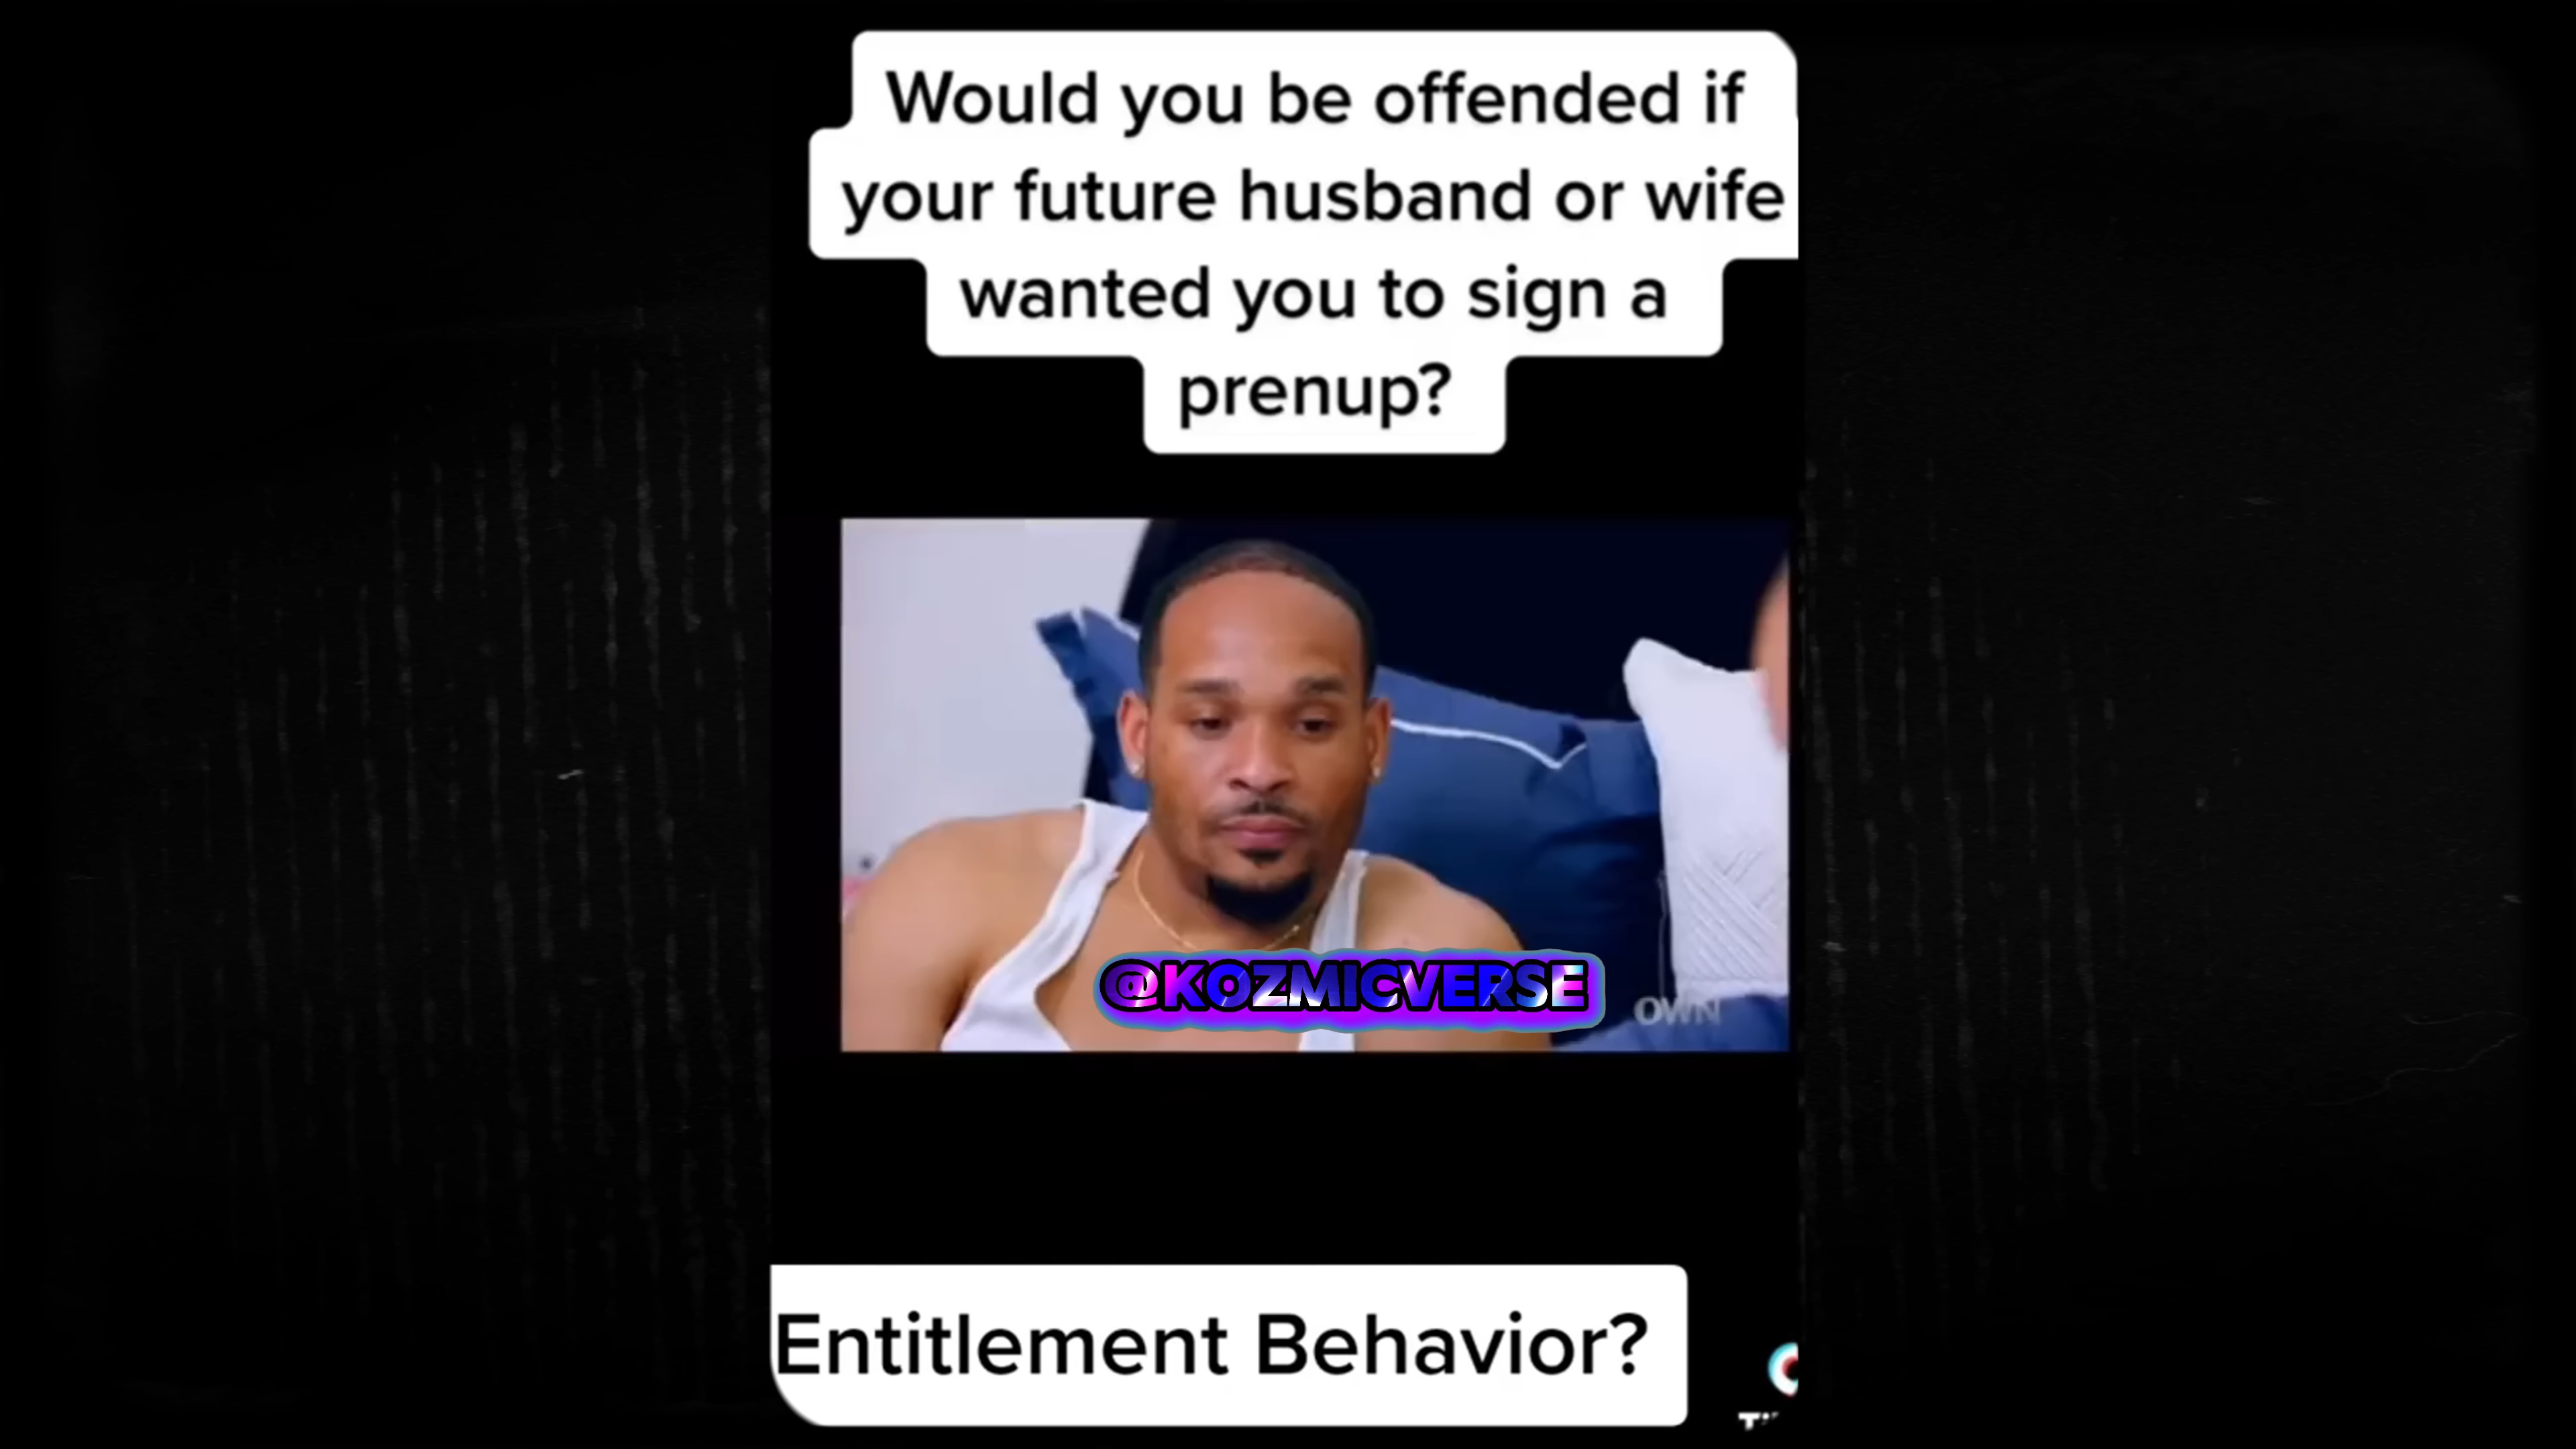 Would you be offended if
your future husband or wife
wanted you to sign a
prenup?
@KOZMICVERSE
OWN
Entitlement Behavior?